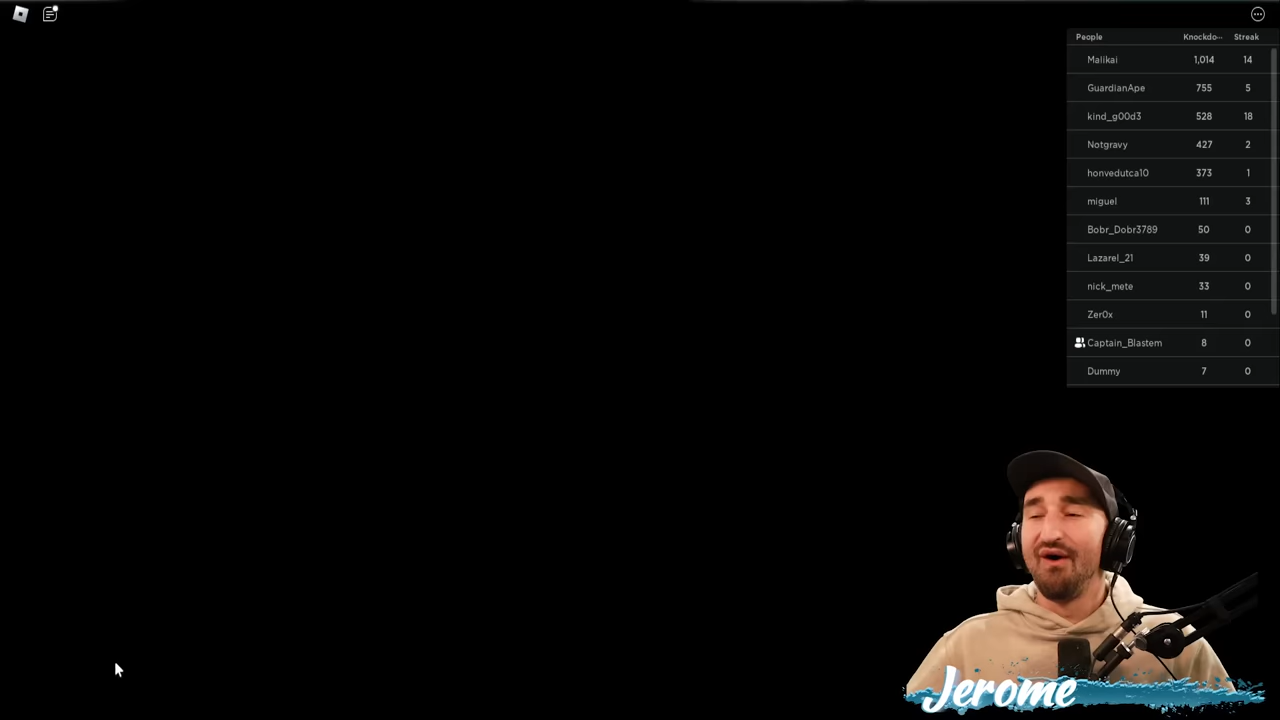 People Knockdo... Streak
Malikai 1,014 14
GuardianApe 755 5
kind_g00d3 528 18
Notgravy 427 2
honvedutca10 373 1
miguel 111 3
Bobr_Dobr3789 50 0
Lazarel_21 39 0
nick_mete 33 0
Zer0x 11 0
Captain_Blastem 8 0
Dummy 7 0
Jerome